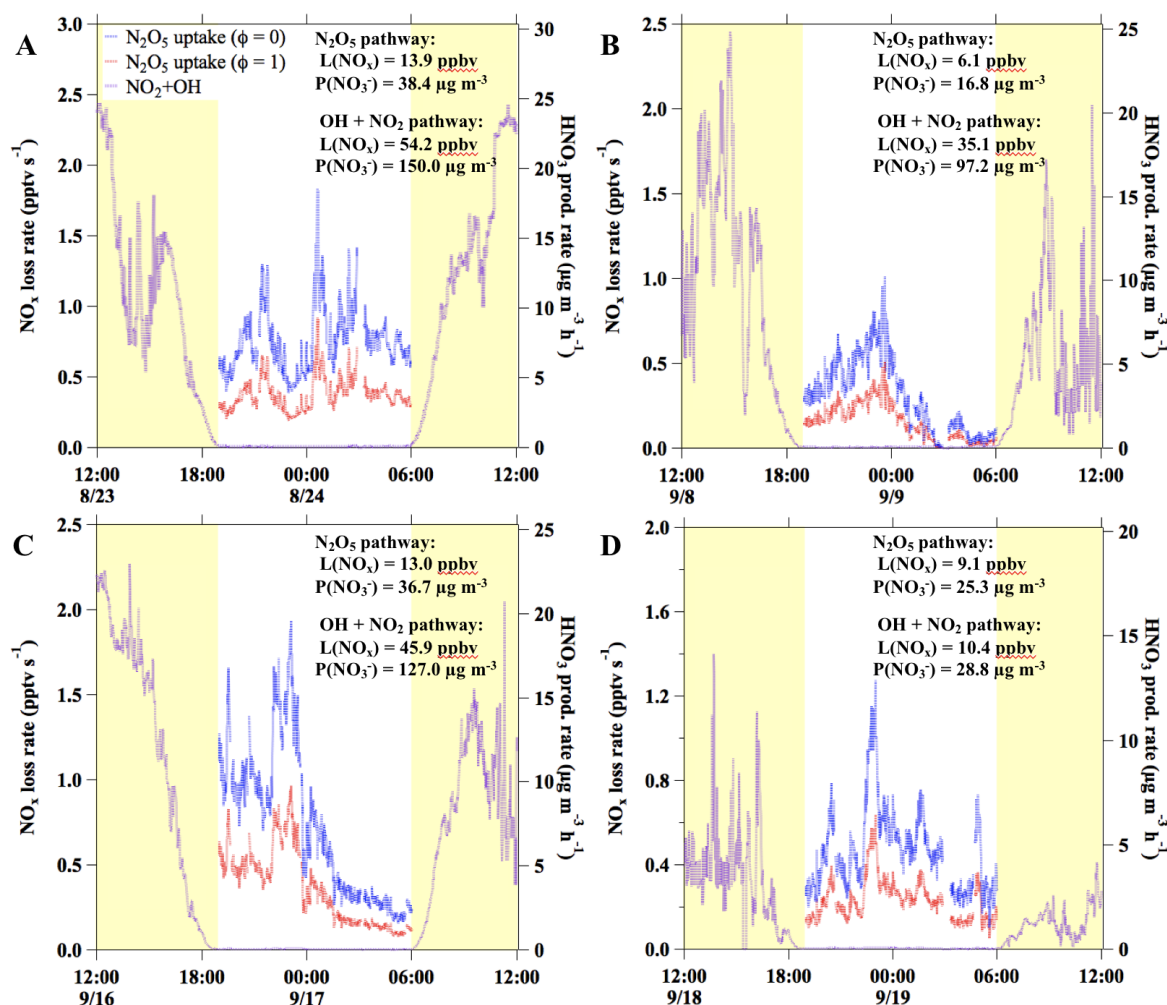 A
3.0
2.5
2.0
1.5
1.0
0.5
0.0
NOx loss rate (pptv s⁻¹)
N₂O₅ uptake (ϕ = 0)
N₂O₅ uptake (ϕ = 1)
NO₂+OH
N₂O₅ pathway:
L(NOₓ) = 13.9 ppbv
P(NO₃⁻) = 38.4 µg m⁻³
OH + NO₂ pathway:
L(NOₓ) = 54.2 ppbv
P(NO₃⁻) = 150.0 µg m⁻³
30
25
20
15
10
5
0
HNO₃ prod. rate (µg m⁻³ h⁻¹)
12:00 18:00 00:00 06:00 12:00
8/23 8/24
B
2.5
2.0
1.5
1.0
0.5
0.0
NOₓ loss rate (pptv s⁻¹)
N₂O₅ pathway:
L(NOₓ) = 6.1 ppbv
P(NO₃⁻) = 16.8 µg m⁻³
OH + NO₂ pathway:
L(NOₓ) = 35.1 ppbv
P(NO₃⁻) = 97.2 µg m⁻³
25
20
15
10
5
0
HNO₃ prod. rate (µg m⁻³ h⁻¹)
12:00 18:00 00:00 06:00 12:00
9/8 9/9
C
2.5
2.0
1.5
1.0
0.5
0.0
NOₓ loss rate (pptv s⁻¹)
N₂O₅ pathway:
L(NOₓ) = 13.0 ppbv
P(NO₃⁻) = 36.7 µg m⁻³
OH + NO₂ pathway:
L(NOₓ) = 45.9 ppbv
P(NO₃⁻) = 127.0 µg m⁻³
25
20
15
10
5
0
HNO₃ prod. rate (µg m⁻³ h⁻¹)
12:00 18:00 00:00 06:00 12:00
9/16 9/17
D
2.0
1.6
1.2
0.8
0.4
0.0
NOₓ loss rate (pptv s⁻¹)
N₂O₅ pathway:
L(NOₓ) = 9.1 ppbv
P(NO₃⁻) = 25.3 µg m⁻³
OH + NO₂ pathway:
L(NOₓ) = 10.4 ppbv
P(NO₃⁻) = 28.8 µg m⁻³
20
15
10
5
0
HNO₃ prod. rate (µg m⁻³ h⁻¹)
12:00 18:00 00:00 06:00 12:00
9/18 9/19